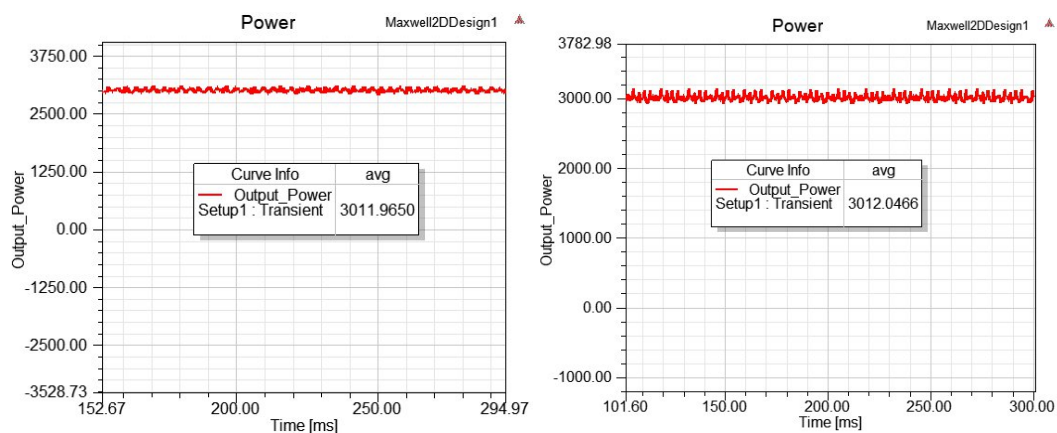 Power
Maxwell2DDesign1
3750.00
2500.00
1250.00
0.00
-1250.00
-2500.00
-3528.73
Output_Power
Curve Info avg
Output_Power
Setup1 : Transient 3011.9650
152.67 200.00 250.00 294.97
Time [ms]
Power
Maxwell2DDesign1
3782.98
3000.00
2000.00
1000.00
0.00
-1000.00
Output_Power
Curve Info avg
Output_Power
Setup1 : Transient 3012.0466
101.60 150.00 200.00 250.00 300.00
Time [ms]